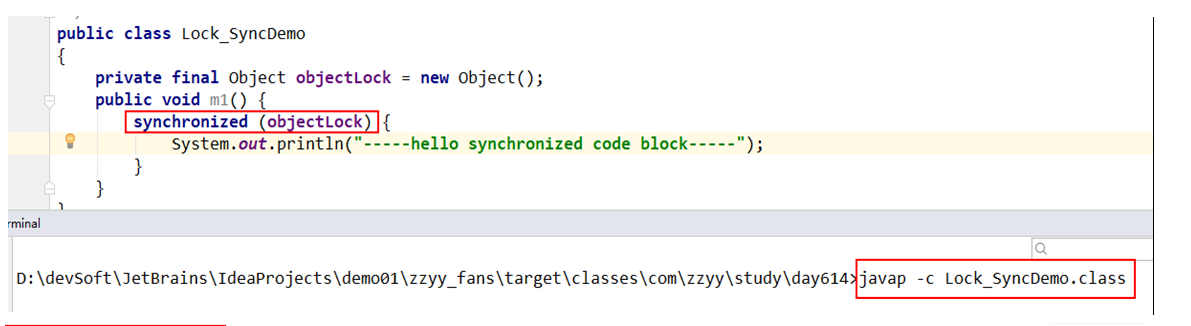 public class Lock_SyncDemo
{
private final Object objectLock = new Object();
public void m1() {
synchronized (objectLock) {
System.out.println("-----hello synchronized code block-----");
}
}
}
rminal
D:\devSoft\JetBrains\IdeaProjects\demo01\zzyy_fans\target\classes\com\zzyy\study\day614>javap -c Lock_SyncDemo.class